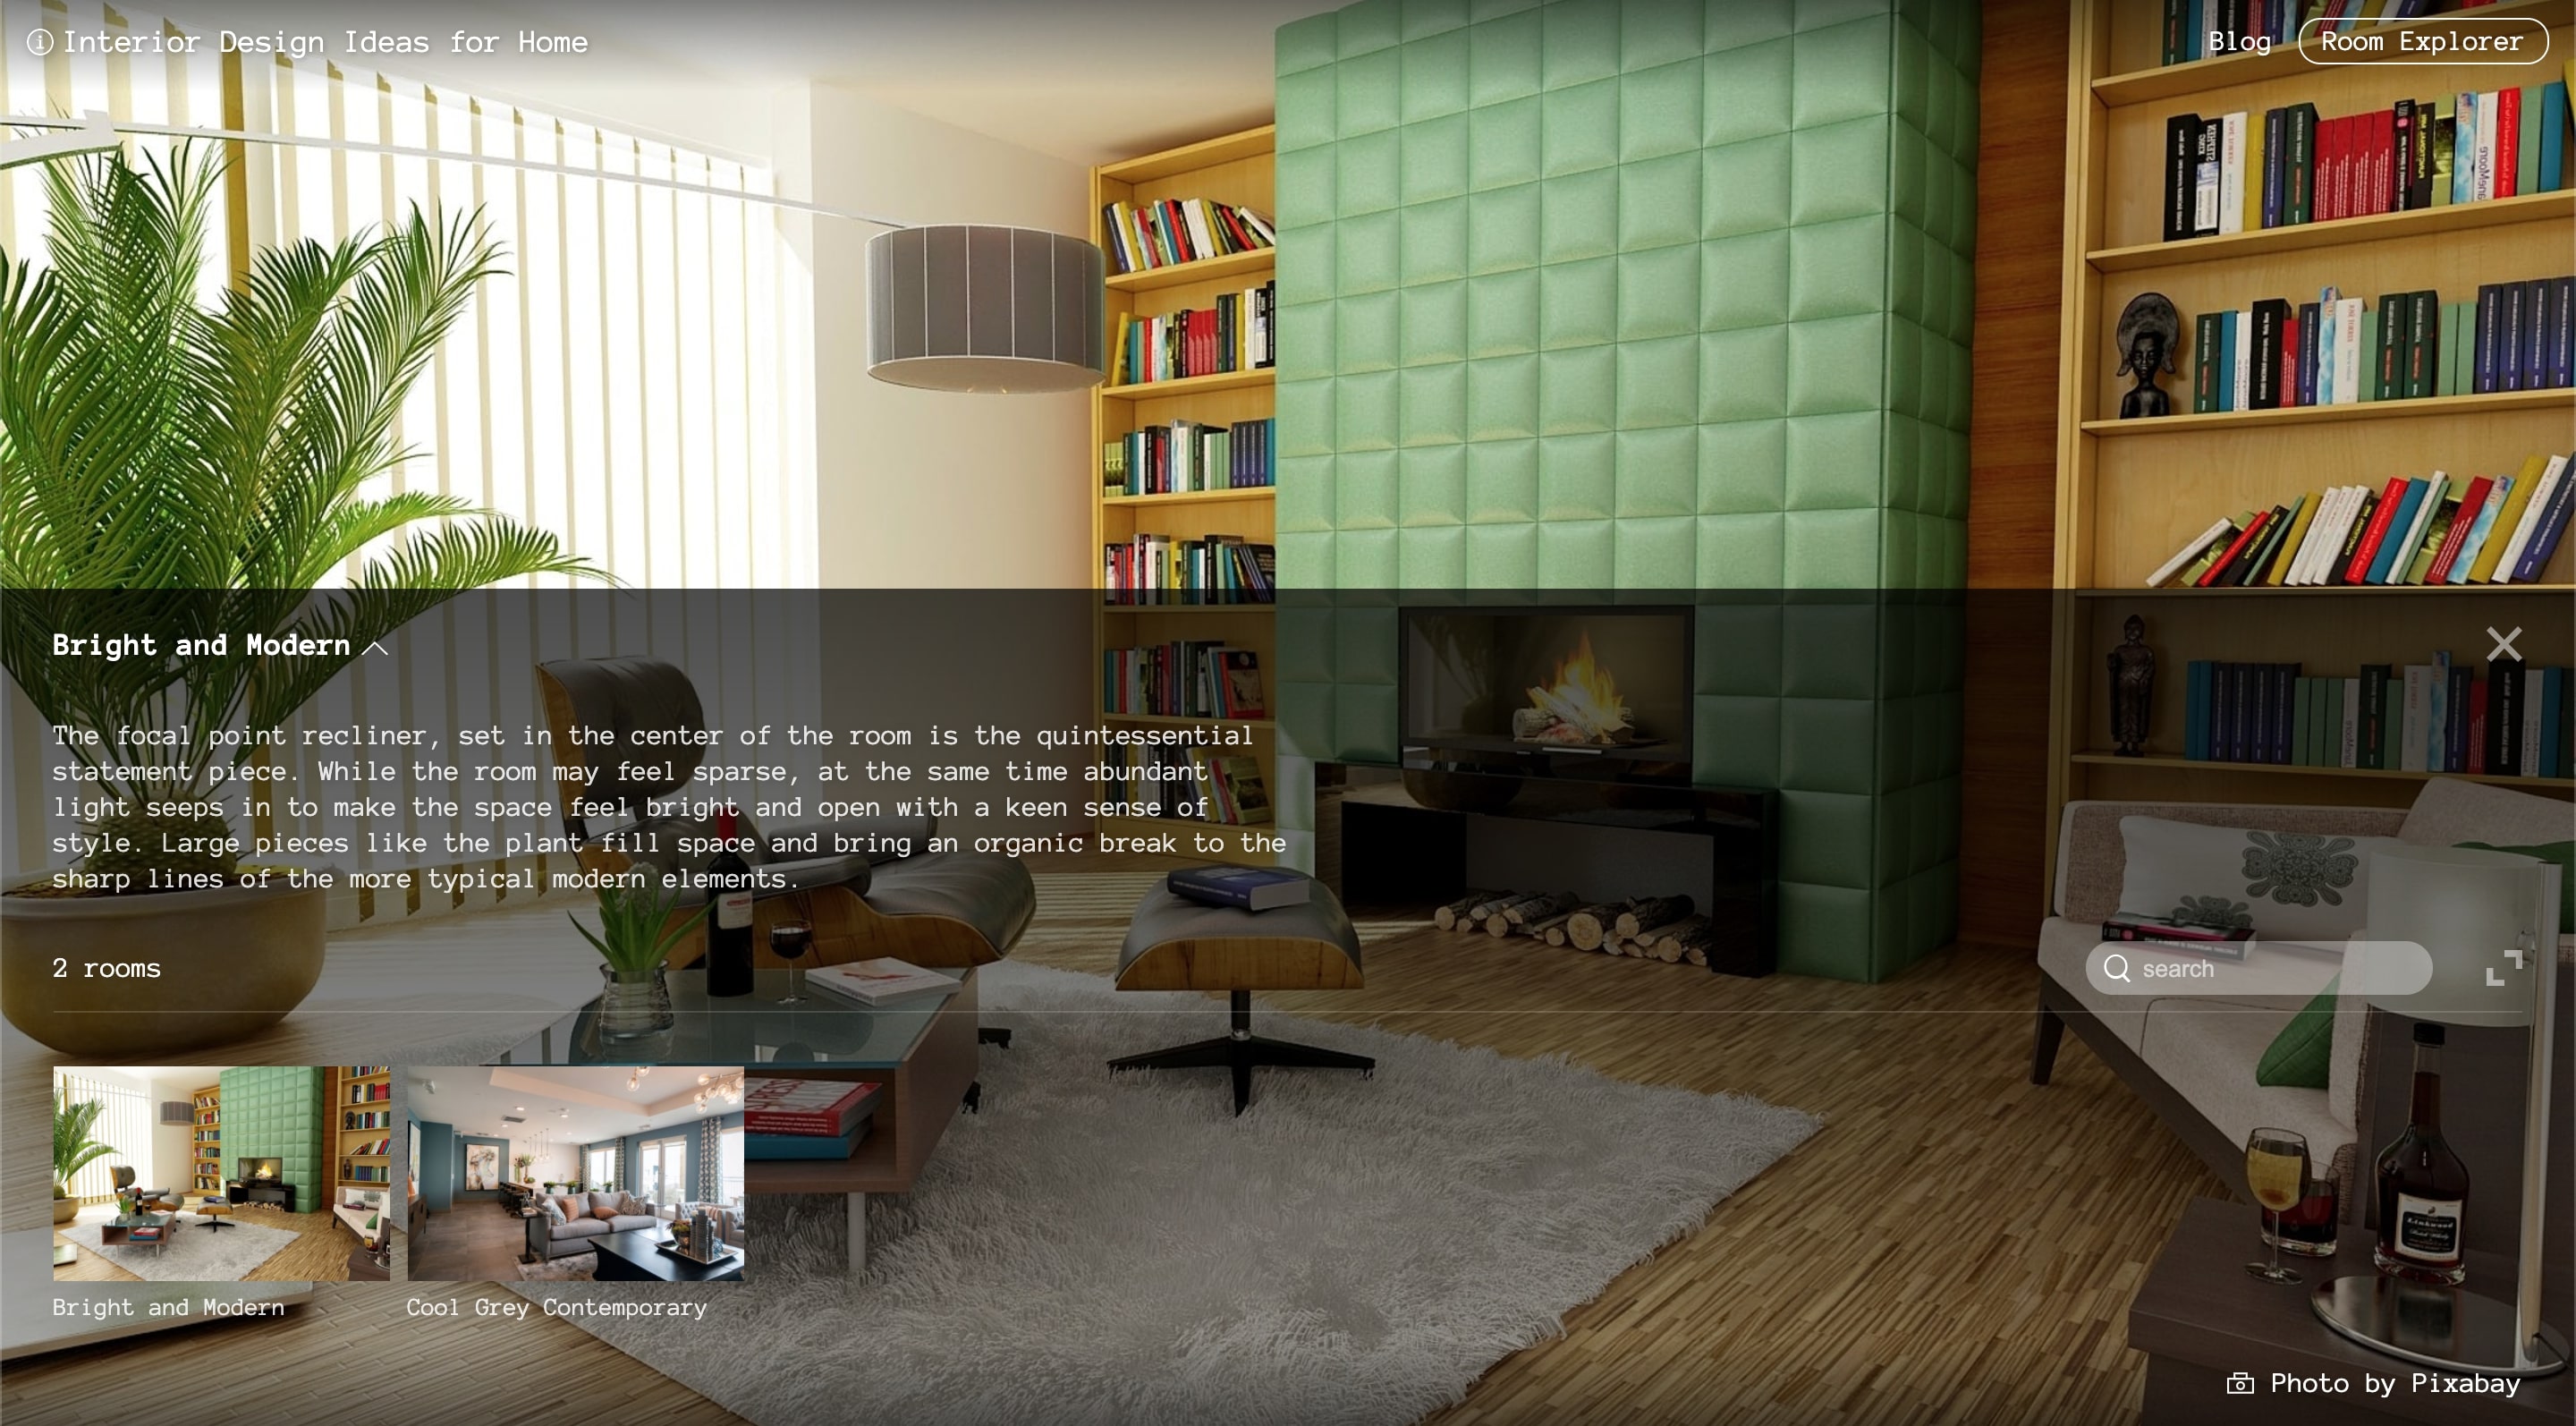 Interior Design Ideas for Home
Blog
Room Explorer
Bright and Modern
The focal point recliner, set in the center of the room is the quintessential
statement piece. While the room may feel sparse, at the same time abundant
light seeps in to make the space feel bright and open with a keen sense of
style. Large pieces like the plant fill space and bring an organic break to the
sharp lines of the more typical modern elements.
2 rooms
search
Bright and Modern
Cool Grey Contemporary
Linkwood
Photo by Pixabay